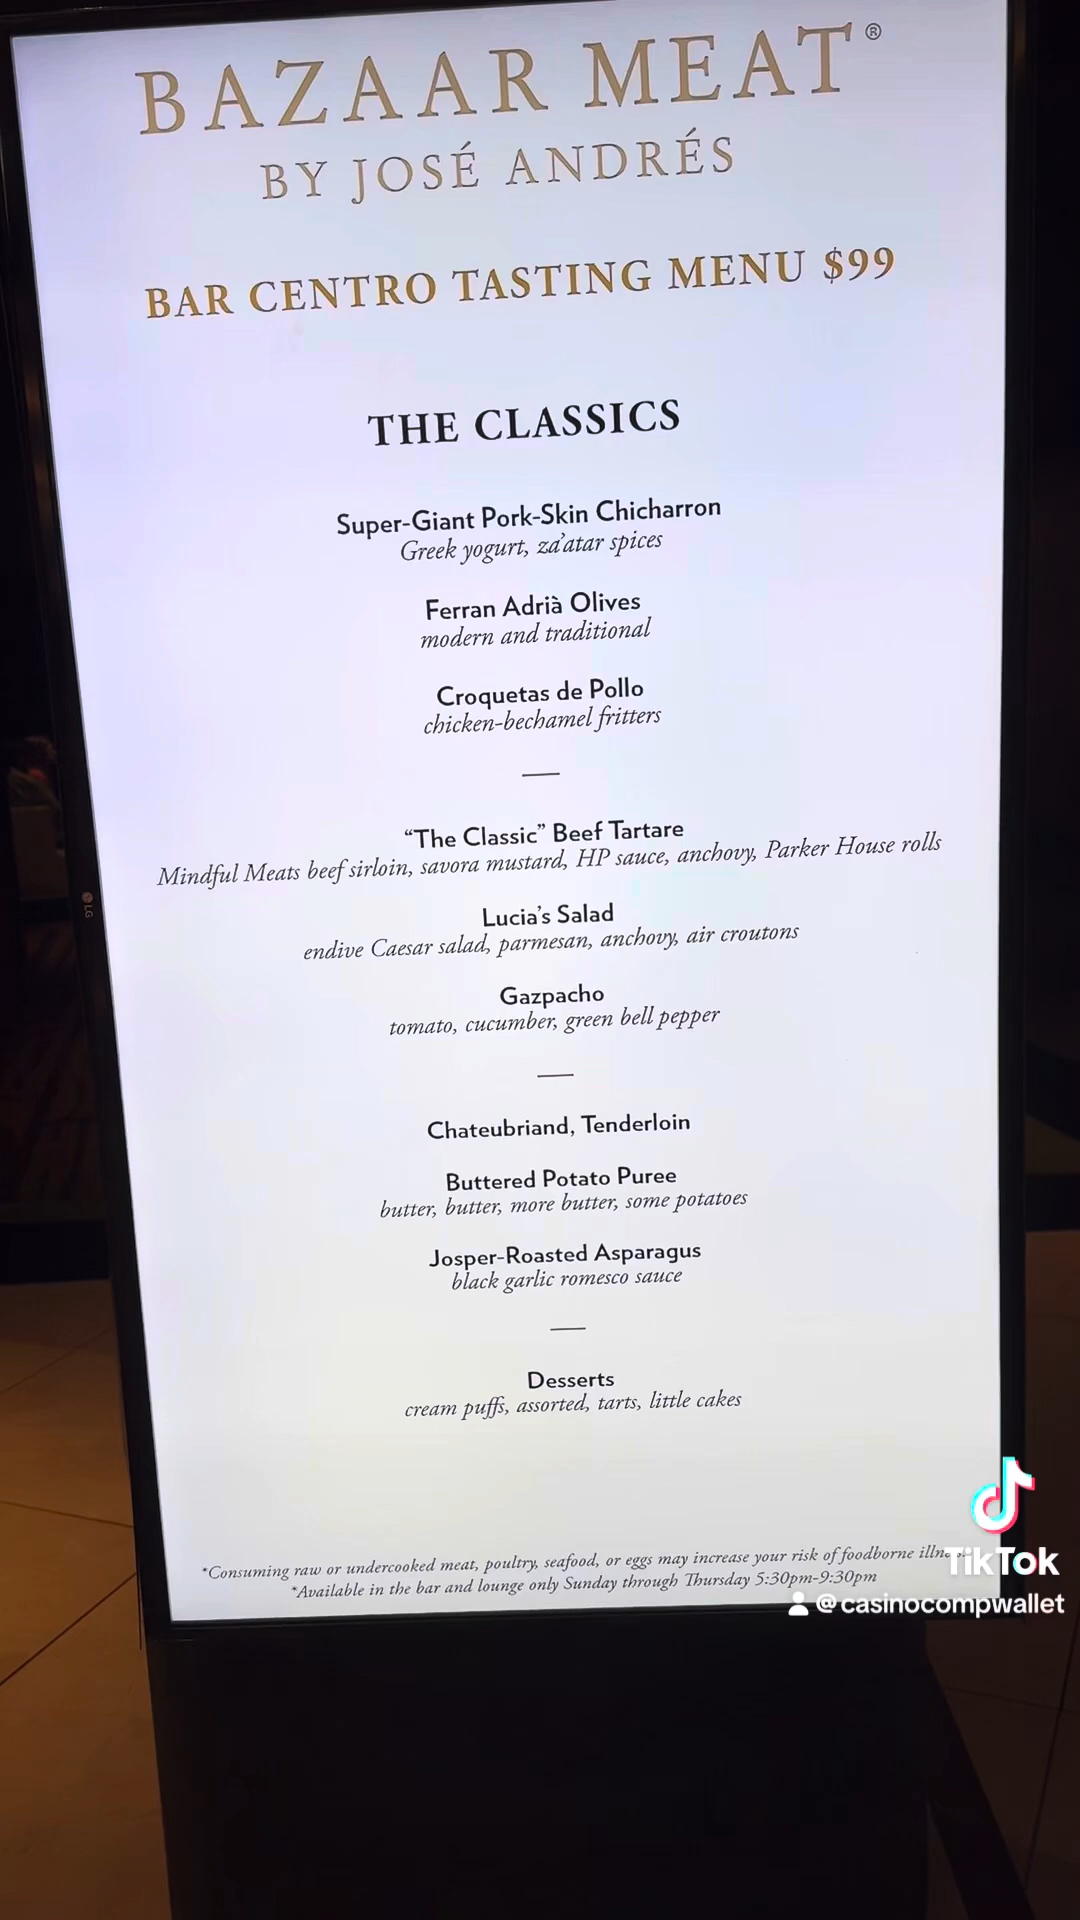 BAZAAR MEAT®
BY JOSÉ ANDRÉS
BAR CENTRO TASTING MENU $99
THE CLASSICS
Super-Giant Pork-Skin Chicharron
Greek yogurt, za'atar spices
Ferran Adrià Olives
modern and traditional
Croquetas de Pollo
chicken-bechamel fritters
“The Classic” Beef Tartare
Mindful Meats beef sirloin, savora mustard, HP sauce, anchovy, Parker House rolls
Lucia's Salad
endive Caesar salad, parmesan, anchovy, air croutons
Gazpacho
tomato, cucumber, green bell pepper
Chateubriand, Tenderloin
Buttered Potato Puree
butter, butter, more butter, some potatoes
Josper-Roasted Asparagus
black garlic romesco sauce
Desserts
cream puffs, assorted, tarts, little cakes
*Consuming raw or undercooked meat, poultry, seafood, or eggs may increase your risk of foodborne
*Available in the bar and lounge only Sunday through Thursday 5:30pm-9:30pm
LG
TikTok
@casinocompwallet